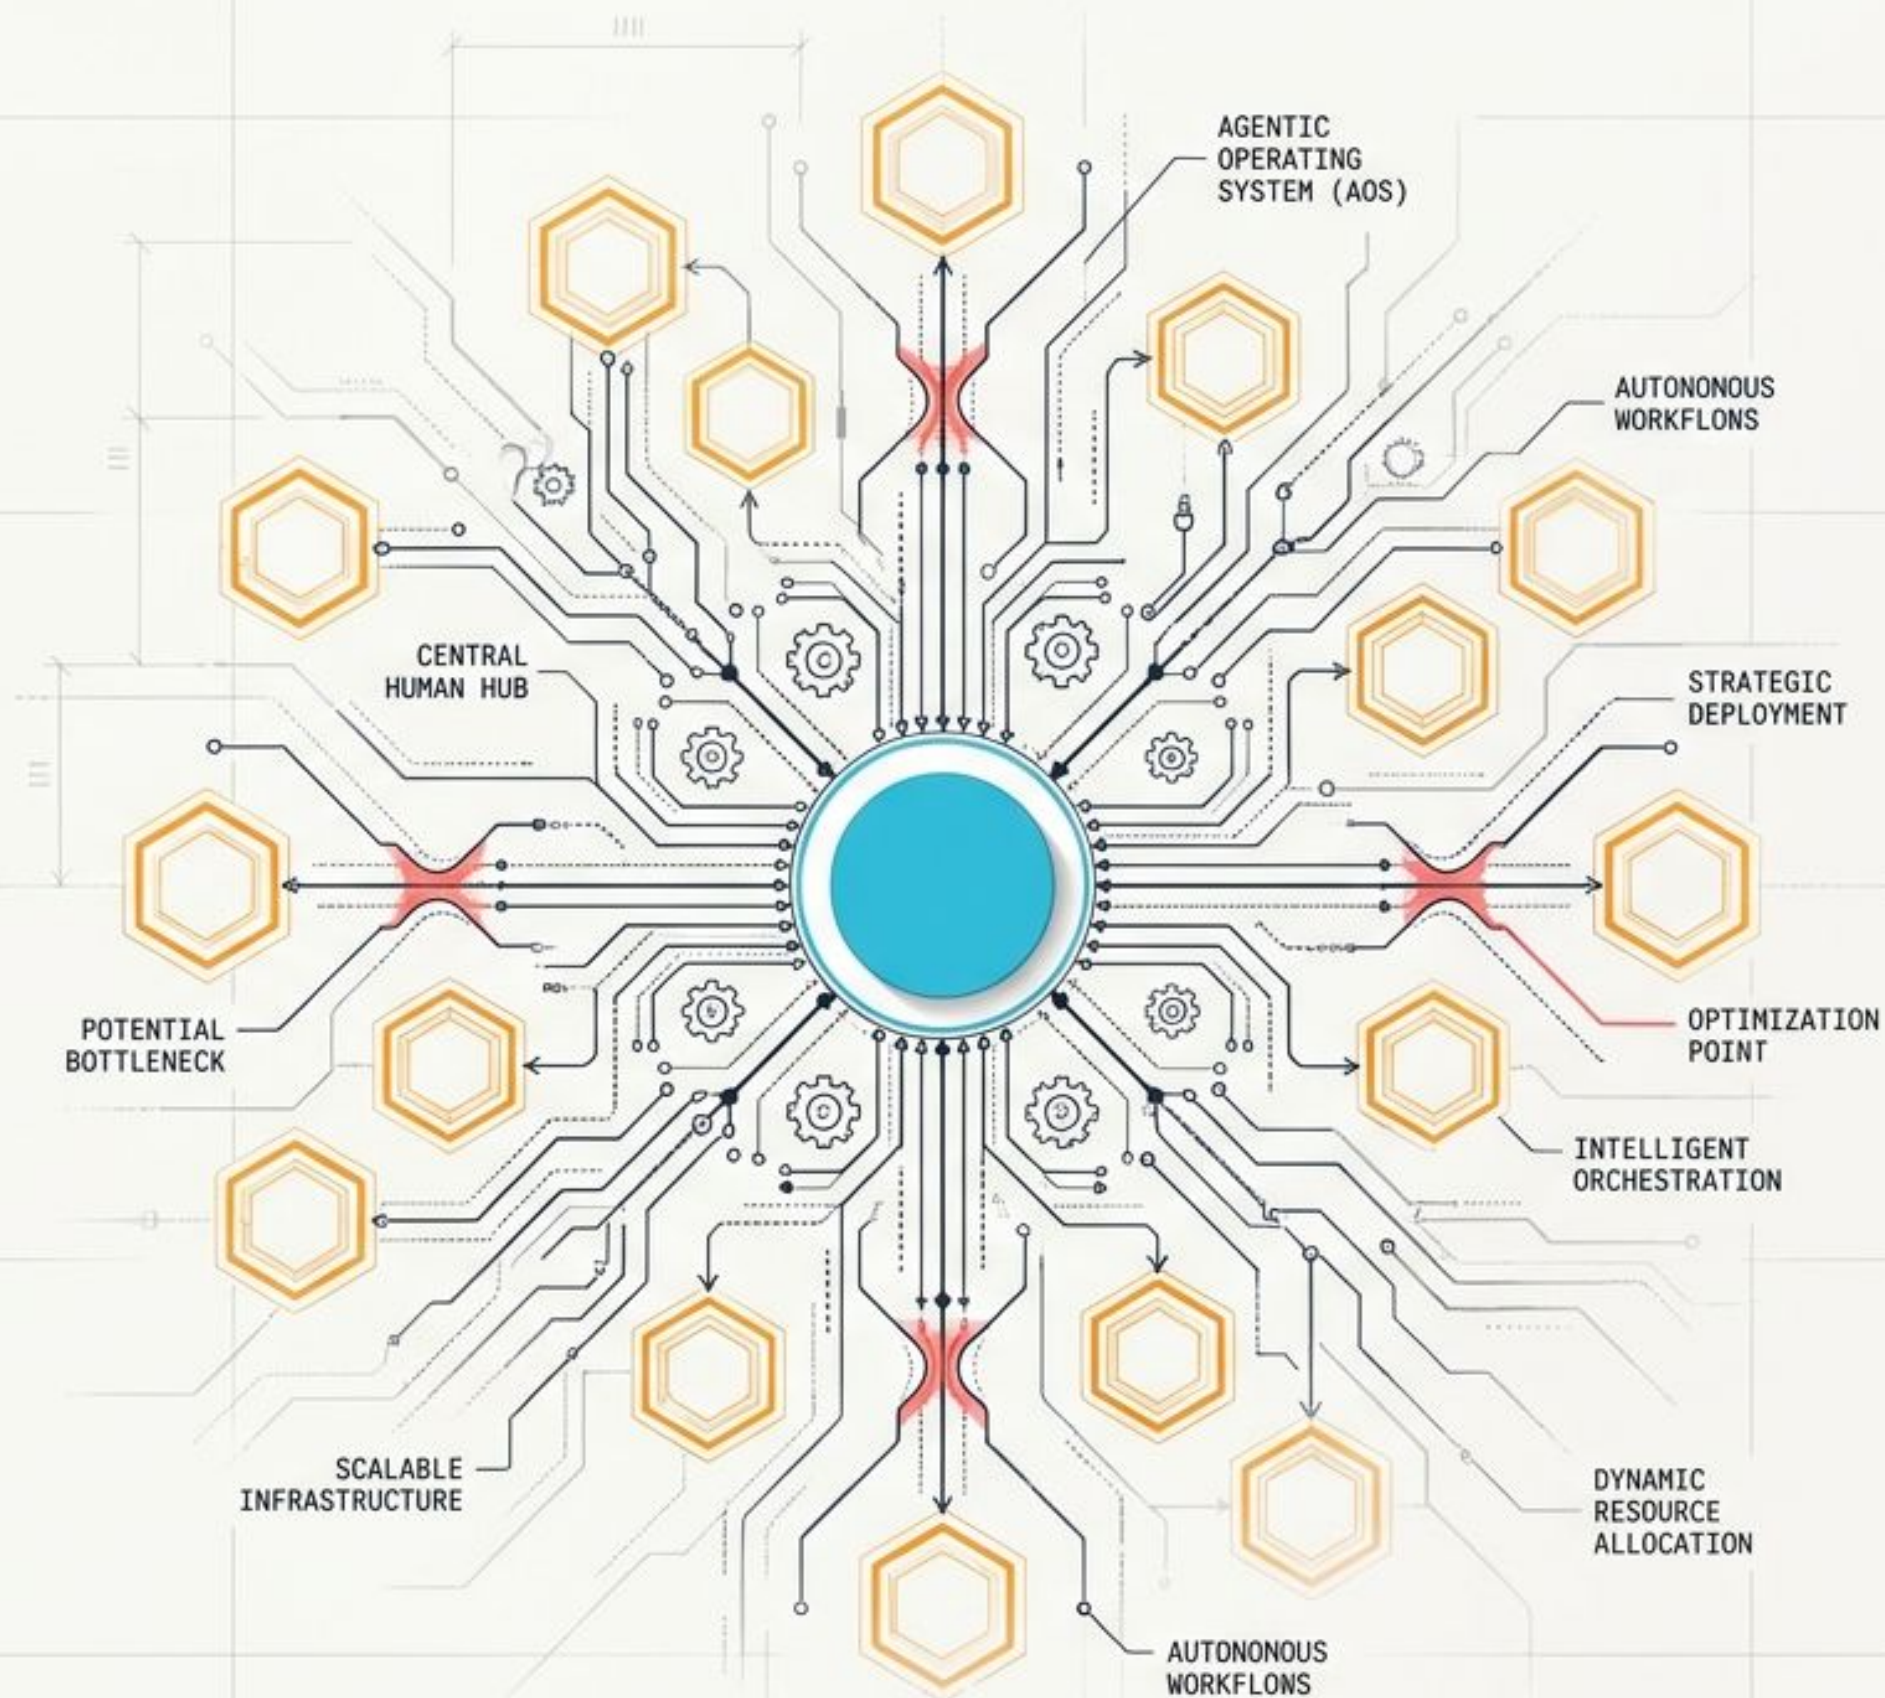 AGENTIC
OPERATING
SYSTEM (AOS)
AUTONONOUS
WORKFLONS
CENTRAL
HUMAN HUB
STRATEGIC
DEPLOYMENT
POTENTIAL
BOTTLENECK
OPTIMIZATION
POINT
INTELLIGENT
ORCHESTRATION
SCALABLE
INFRASTRUCTURE
DYNAMIC
RESOURCE
ALLOCATION
AUTONONOUS
WORKFLONS